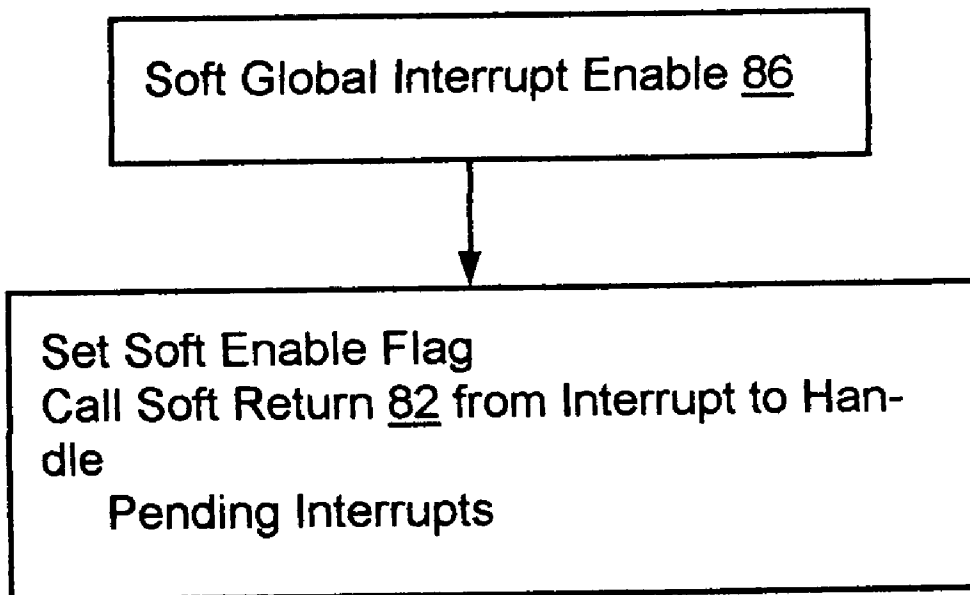 Soft Global Interrupt Enable 86
Set Soft Enable Flag
Call Soft Return 82 from Interrupt to Han-
dle
Pending Interrupts